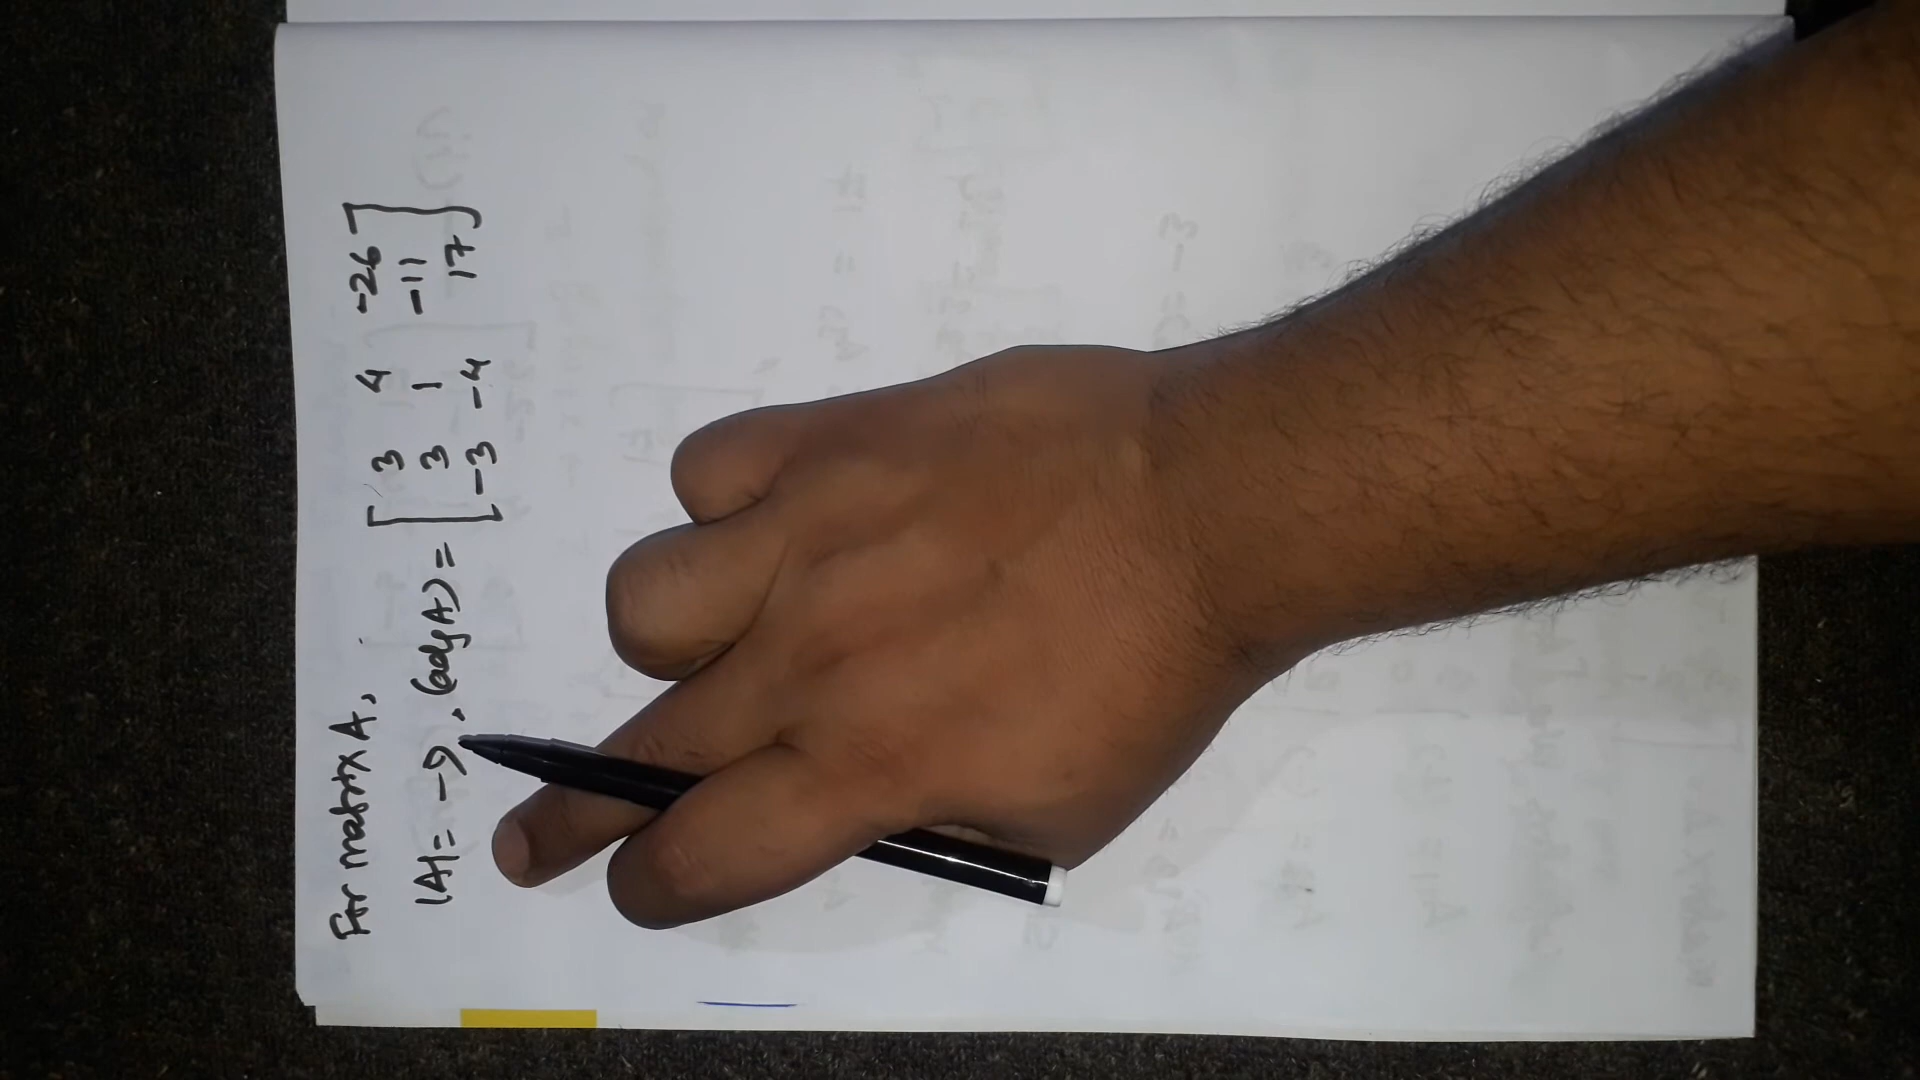 For matrix A,
|A| = -9, (adj A) = [3 4 -26
3 1 -11
-3 -4 17]